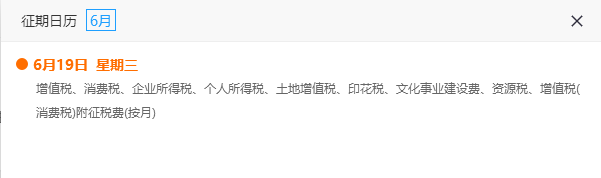 征期日历 6月
6月19日 星期三
增值税、消费税、企业所得税、个人所得税、土地增值税、印花税、文化事业建设费、资源税、增值税(
消费税)附征税费(按月)